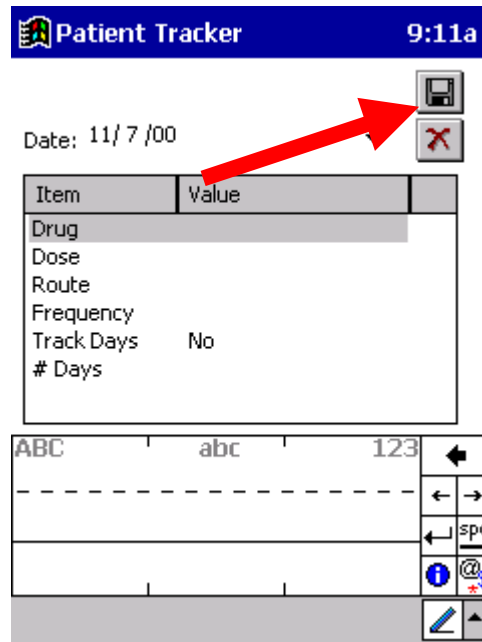 Patient Tracker 9:11a
Date: 11/ 7 /00
Item Value
Drug
Dose
Route
Frequency
Track Days No
# Days
ABC abc 123
@